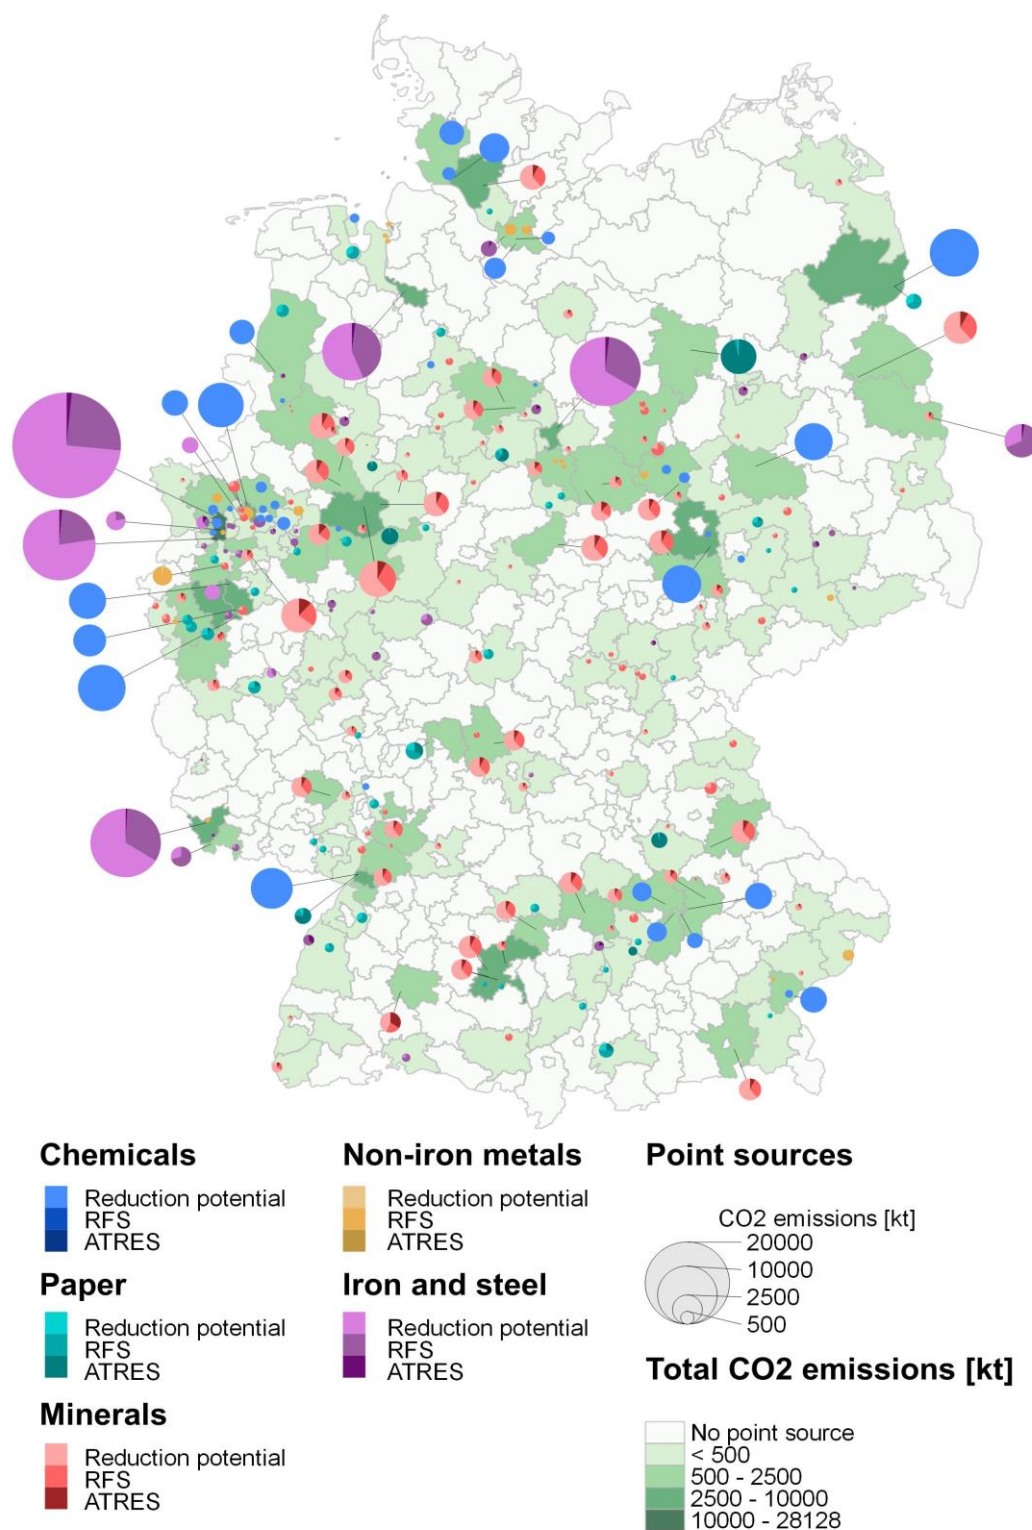 Chemicals
Reduction potential
RFS
ATRES
Paper
Reduction potential
RFS
ATRES
Minerals
Reduction potential
RFS
ATRES
Non-iron metals
Reduction potential
RFS
ATRES
Iron and steel
Reduction potential
RFS
ATRES
Point sources
CO2 emissions [kt]
20000
10000
2500
500
Total CO2 emissions [kt]
No point source
< 500
500 - 2500
2500 - 10000
10000 - 28128